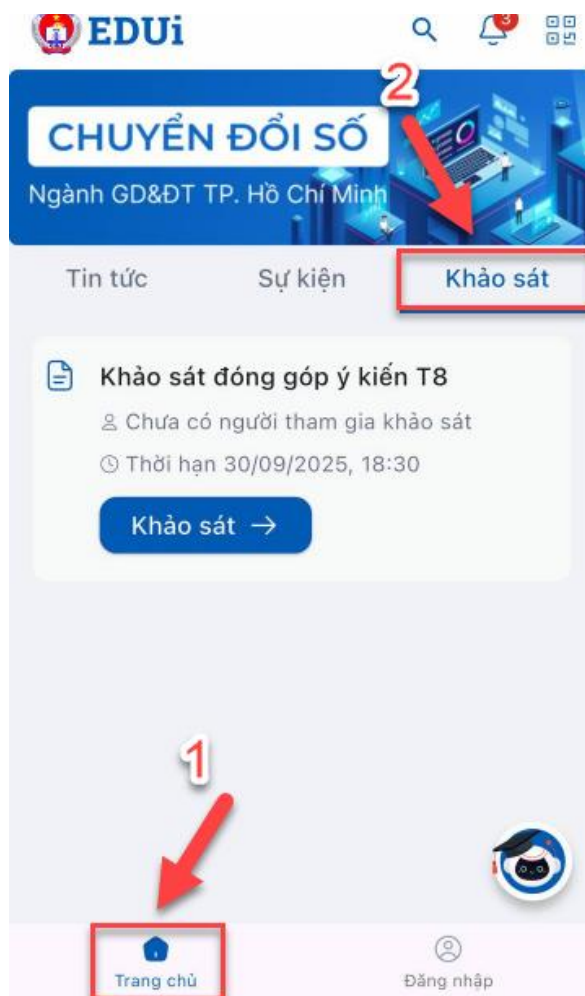 EDUi
3
2
CHUYỂN ĐỔI SỐ
Ngành GD&ĐT TP. Hồ Chí Minh
Tin tức Sự kiện Khảo sát
Khảo sát đóng góp ý kiến T8
Chưa có người tham gia khảo sát
Thời hạn 30/09/2025, 18:30
Khảo sát →
1
Trang chủ Đăng nhập